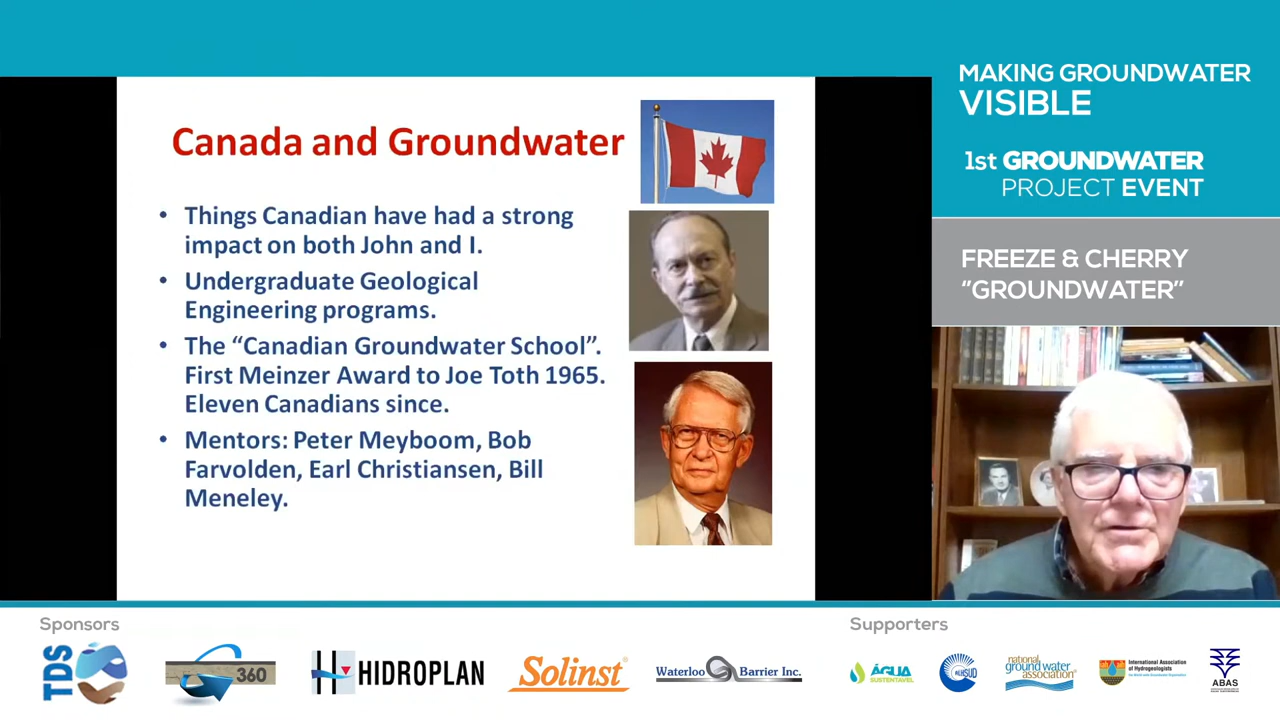 Canada and Groundwater
• Things Canadian have had a strong
impact on both John and I.
• Undergraduate Geological
Engineering programs.
• The “Canadian Groundwater School”.
First Meinzer Award to Joe Toth 1965.
Eleven Canadians since.
• Mentors: Peter Meyboom, Bob
Farvolden, Earl Christiansen, Bill
Meneley.
MAKING GROUNDWATER
VISIBLE
1st GROUNDWATER
PROJECT EVENT
FREEZE & CHERRY
“GROUNDWATER”
Sponsors
TDS
360
HIDROPLAN
Solinst®
Waterloo Barrier Inc.
Supporters
ÁGUA
SUSTENTAVEL
ALHSUD
national
ground water
association
International Association
of Hydrogeologists
ABAS